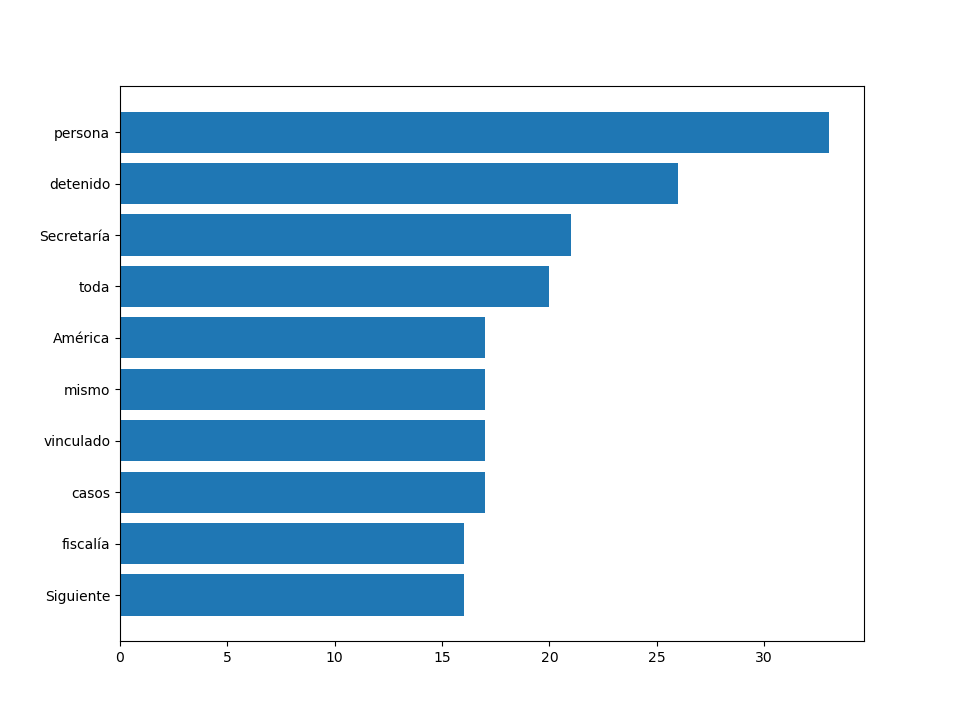 persona
detenido
Secretaría
toda
América
mismo
vinculado
casos
fiscalía
Siguiente
0 5 10 15 20 25 30